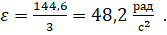 ε = 144,6/3 = 48,2 рад/с² .